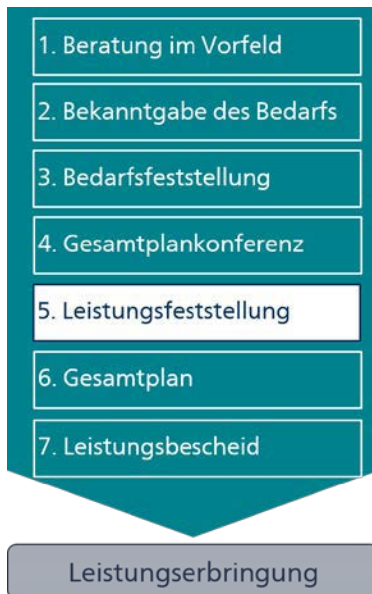 1. Beratung im Vorfeld
2. Bekanntgabe des Bedarfs
3. Bedarfsfeststellung
4. Gesamtplankonferenz
5. Leistungsfeststellung
6. Gesamtplan
7. Leistungsbescheid
Leistungserbringung